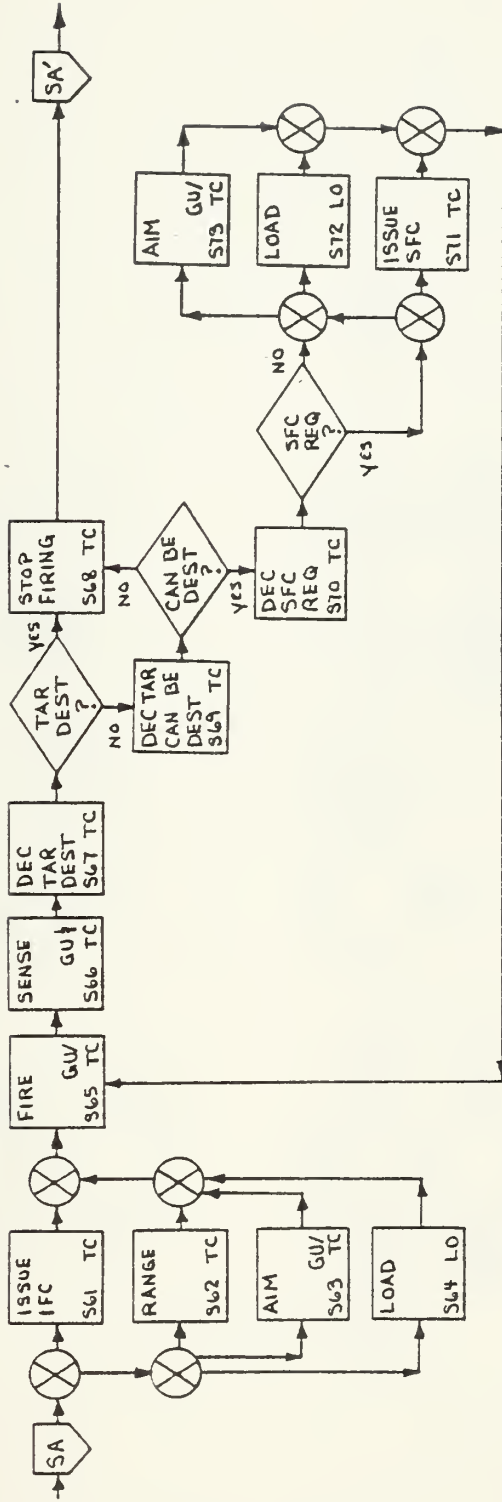 SA
ISSUE
IFC
S61 TC
RANGE
S62 TC
AIM
GU/
S63 TC
LOAD
S64 LO
FIRE
GU/
S65 TC
SENSE
GU/
S66 TC
DEC
TAR
DEST
S67 TC
TAR
DEST
?
YES
NO
STOP
FIRING
S68 TC
DEC TAR
CAN BE
DEST
S69 TC
CAN BE
DEST
?
NO
YES
DEC
SFC
REQ
S70 TC
SFC
REQ
?
NO
YES
AIM
GU/
S73 TC
LOAD
S72 LO
ISSUE
SFC
S71 TC
SA'